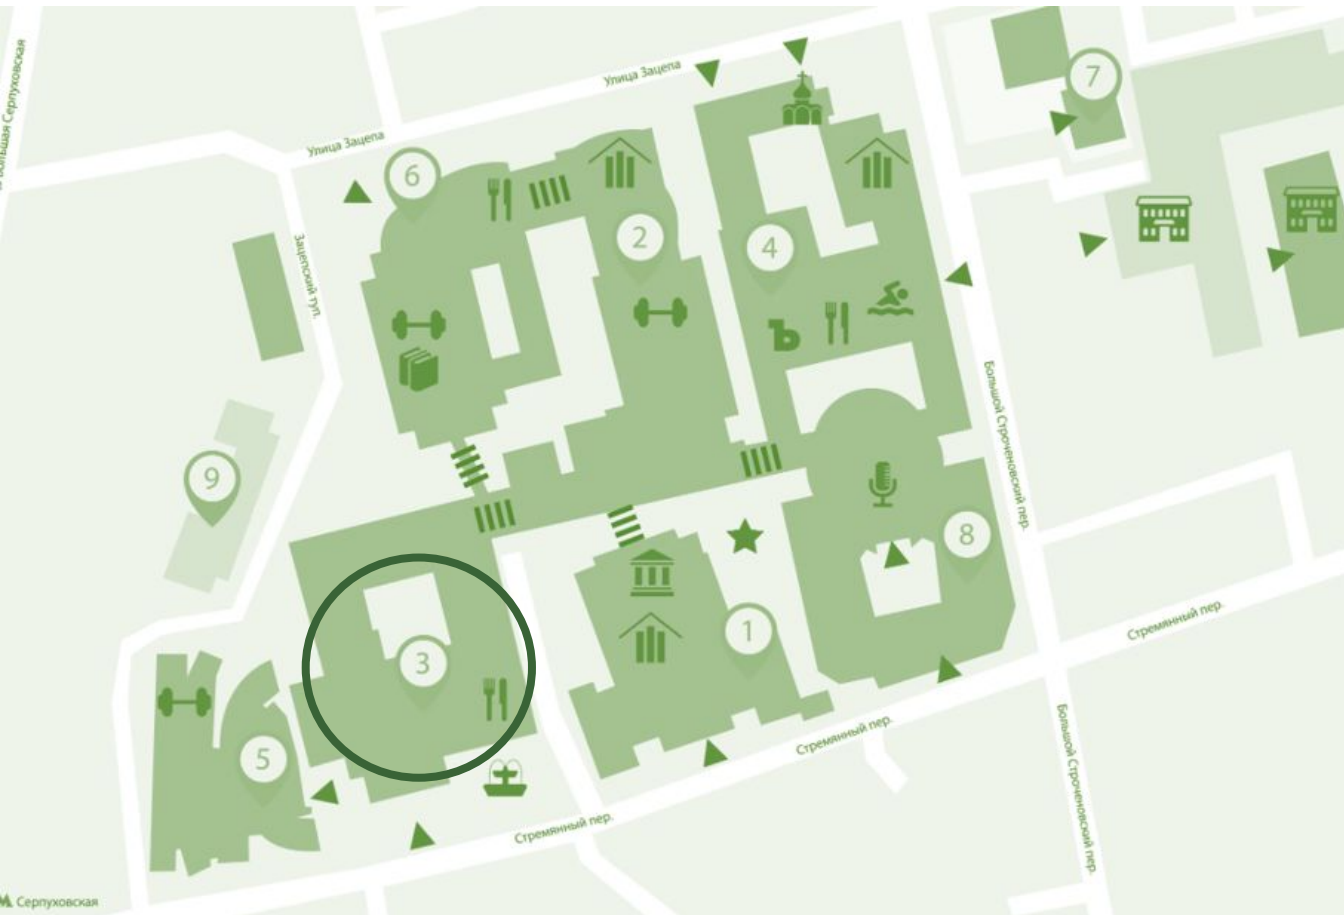 Большая Серпуховская
Улица Зацепа
7
Улица Зацепа
6
2
4
Зацепский туп.
Ъ
Большой Строченовский пер.
9
8
Стремянный пер.
1
3
Стремянный пер.
Большой Строченовский пер.
5
Стремянный пер.
М Серпуховская